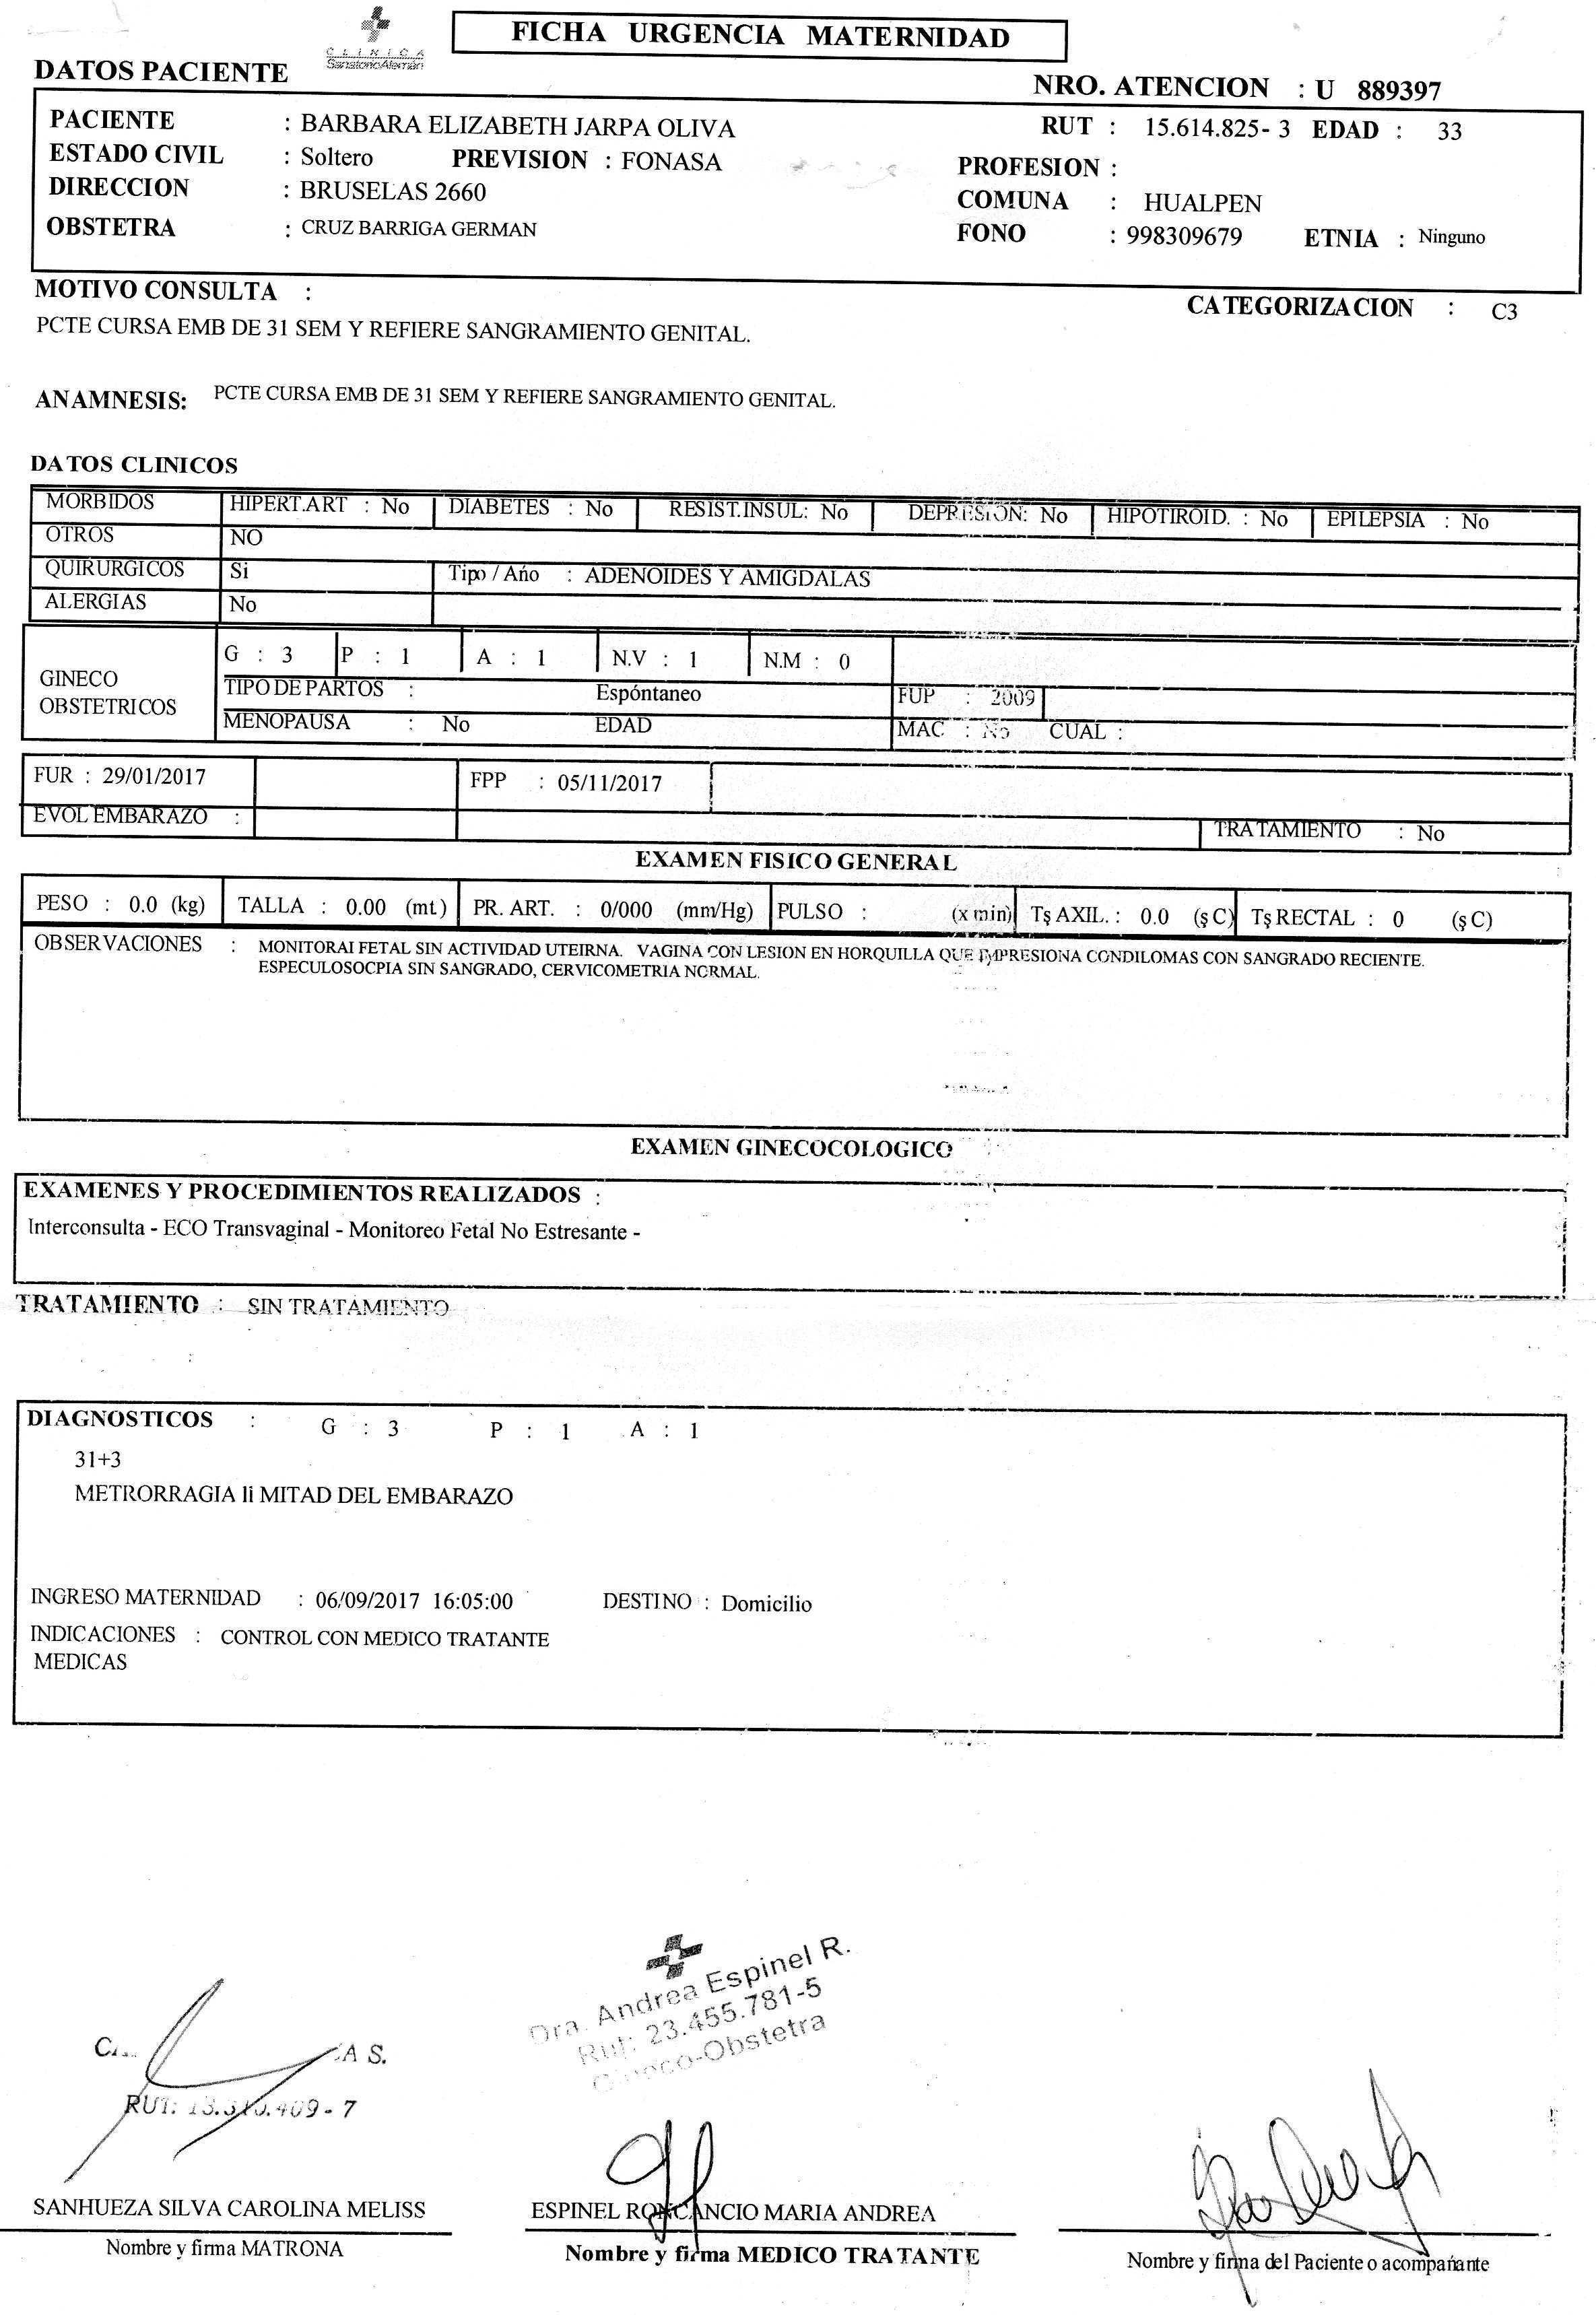 CLINICA
Sanatorio Alemán
FICHA URGENCIA MATERNIDAD
DATOS PACIENTE
NRO. ATENCION : U 889397
PACIENTE : BARBARA ELIZABETH JARPA OLIVA RUT : 15.614.825- 3 EDAD : 33
ESTADO CIVIL : Soltero PREVISION : FONASA PROFESION :
DIRECCION : BRUSELAS 2660 COMUNA : HUALPEN
OBSTETRA : CRUZ BARRIGA GERMAN FONO : 998309679 ETNIA : Ninguno
MOTIVO CONSULTA : CATEGORIZACION : C3
PCTE CURSA EMB DE 31 SEM Y REFIERE SANGRAMIENTO GENITAL.
ANAMNESIS: PCTE CURSA EMB DE 31 SEM Y REFIERE SANGRAMIENTO GENITAL.
DATOS CLINICOS
MORBIDOS HIPERT.ART : No DIABETES : No RESIST.INSUL: No DEPRESION: No HIPOTIROID. : No EPILEPSIA : No
OTROS NO
QUIRURGICOS Si Tipo / Año : ADENOIDES Y AMIGDALAS
ALERGIAS No
GINECO OBSTETRICOS
G : 3 P : 1 A : 1 N.V : 1 N.M : 0
TIPO DE PARTOS : Espóntaneo FUP : 2009
MENOPAUSA : No EDAD MAC : No CUAL :
FUR : 29/01/2017 FPP : 05/11/2017
EVOL EMBARAZO : TRATAMIENTO : No
EXAMEN FISICO GENERAL
PESO : 0.0 (kg) TALLA : 0.00 (mt) PR. ART. : 0/000 (mm/Hg) PULSO : (x min) Tş AXIL. : 0.0 (ş C) Tş RECTAL : 0 (ş C)
OBSERVACIONES : MONITORAI FETAL SIN ACTIVIDAD UTEIRNA. VAGINA CON LESION EN HORQUILLA QUE IMPRESIONA CONDILOMAS CON SANGRADO RECIENTE.
ESPECULOSOCPIA SIN SANGRADO, CERVICOMETRIA NORMAL.
EXAMEN GINECOCOLOGICO
EXAMENES Y PROCEDIMIENTOS REALIZADOS :
Interconsulta - ECO Transvaginal - Monitoreo Fetal No Estresante -
TRATAMIENTO : SIN TRATAMIENTO
DIAGNOSTICOS : G : 3 P : 1 A : 1
31+3
METRORRAGIA Ii MITAD DEL EMBARAZO
INGRESO MATERNIDAD : 06/09/2017 16:05:00 DESTINO : Domicilio
INDICACIONES : CONTROL CON MEDICO TRATANTE
MEDICAS
Dra. Andrea Espinel R.
Rut: 23.455.781-5
Gineco-Obstetra
A S.
RUT:
409 - 7
SANHUEZA SILVA CAROLINA MELISS
Nombre y firma MATRONA
ESPINEL RONCANCIO MARIA ANDREA
Nombre y firma MEDICO TRATANTE
Nombre y firma del Paciente o acompañante